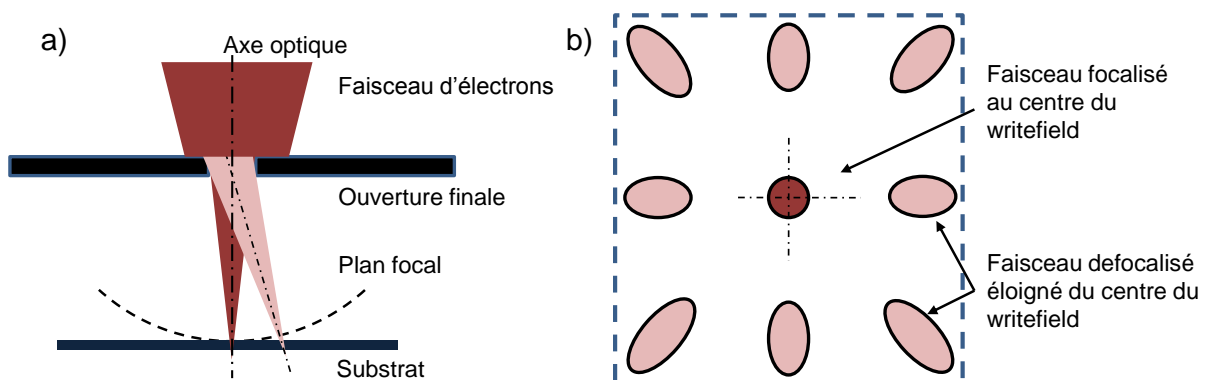 a)
Axe optique
Faisceau d'électrons
Ouverture finale
Plan focal
Substrat
b)
Faisceau focalisé
au centre du
writefield
Faisceau defocalisé
éloigné du centre du
writefield